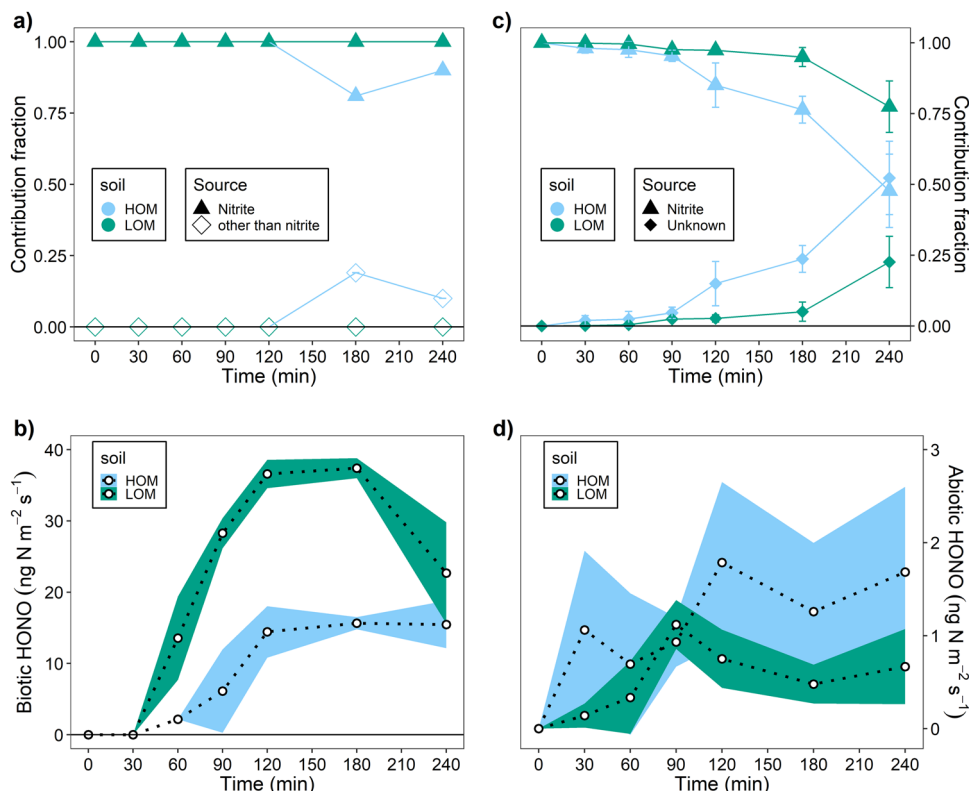 a)
1.00
0.75
0.50
0.25
0.00
Contribution fraction
soil
HOM
LOM
Source
Nitrite
other than nitrite
0 30 60 90 120 150 180 210 240
Time (min)
c)
1.00
0.75
0.50
0.25
0.00
Contribution fraction
soil
HOM
LOM
Source
Nitrite
Unknown
0 30 60 90 120 150 180 210 240
Time (min)
b)
40
30
20
10
0
Biotic HONO (ng N m⁻² s⁻¹)
soil
HOM
LOM
0 30 60 90 120 150 180 210 240
Time (min)
d)
3
2
1
0
Abiotic HONO (ng N m⁻² s⁻¹)
soil
HOM
LOM
0 30 60 90 120 150 180 210 240
Time (min)